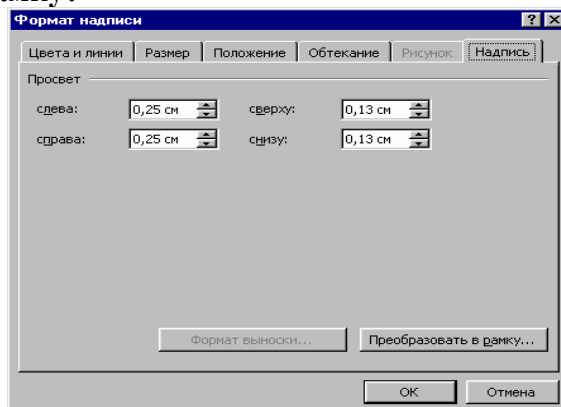 Формат надписи
Цвета и линии Размер Положение Обтекание Рисунок Надпись
Просвет
слева: 0,25 см сверху: 0,13 см
справа: 0,25 см снизу: 0,13 см
Формат выноски... Преобразовать в рамку...
ОК Отмена